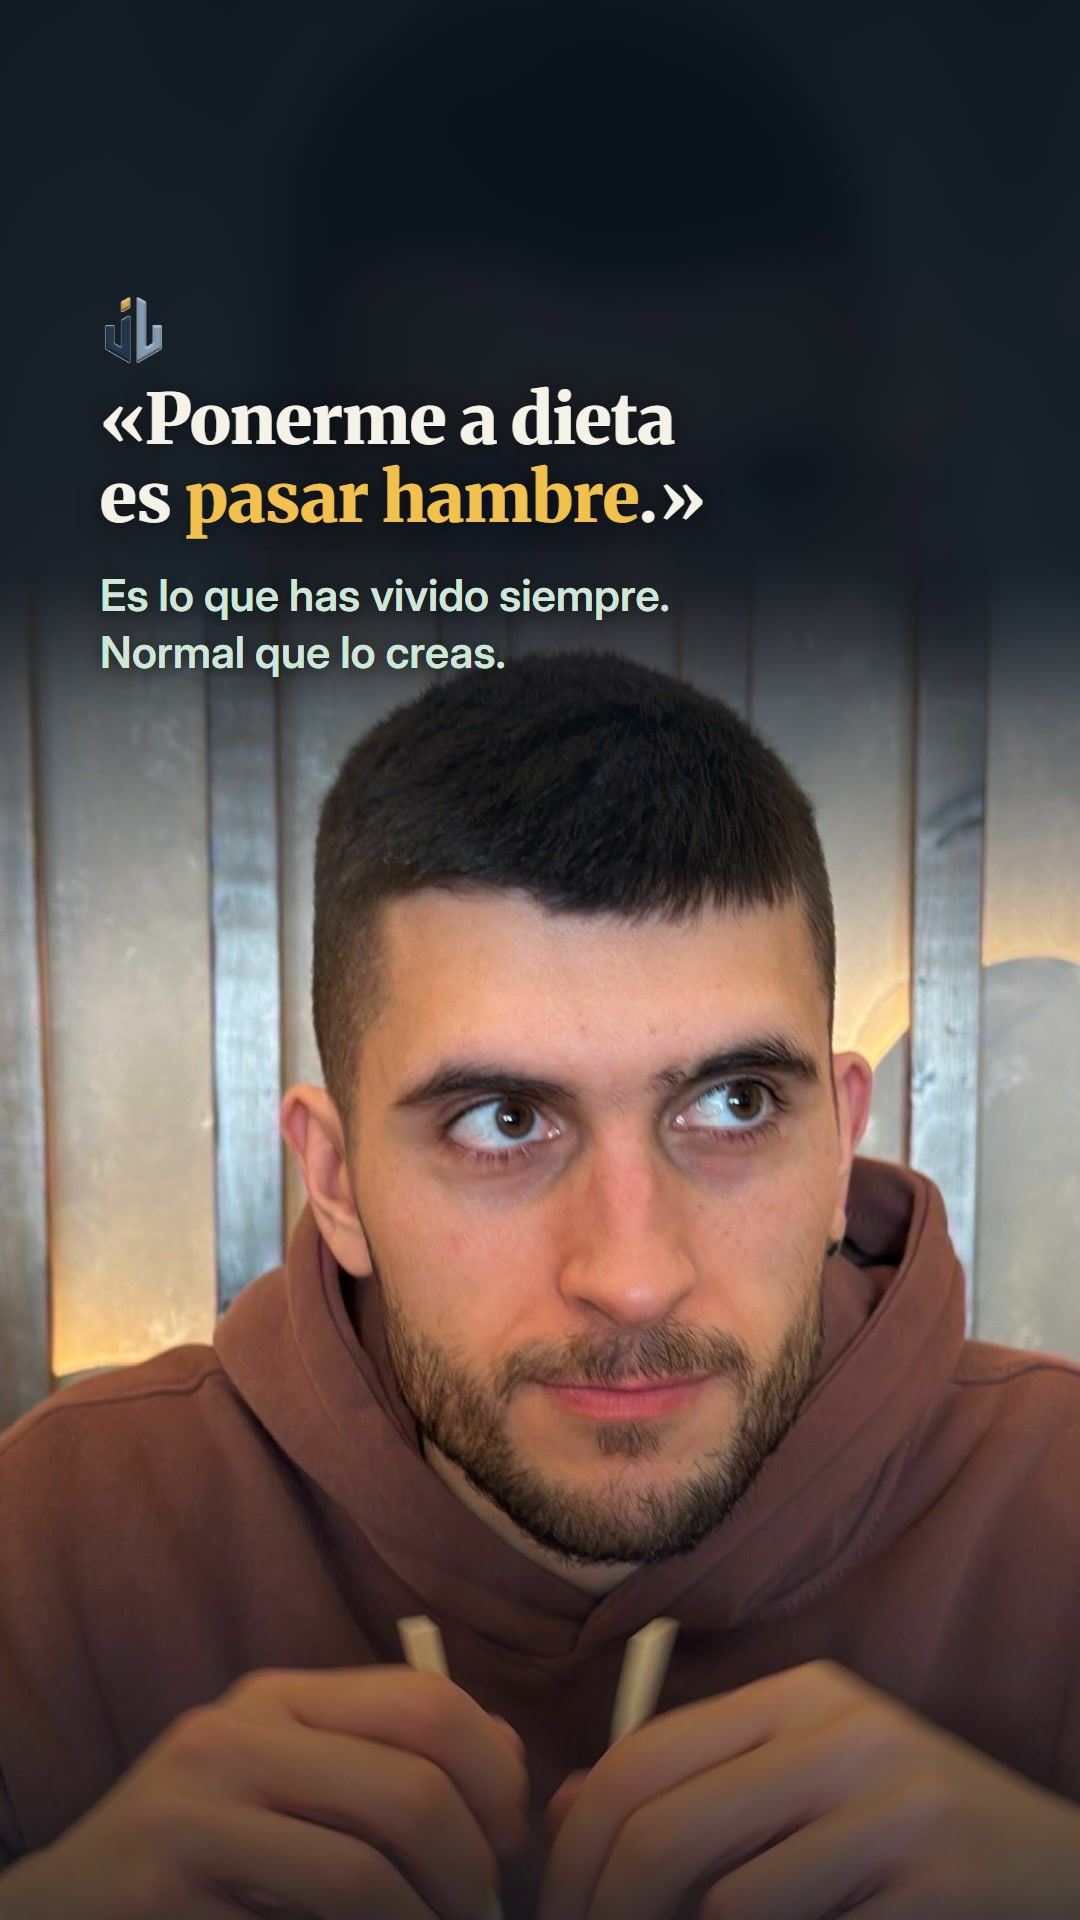 «Ponerme a dieta
es pasar hambre.»
Es lo que has vivido siempre.
Normal que lo creas.